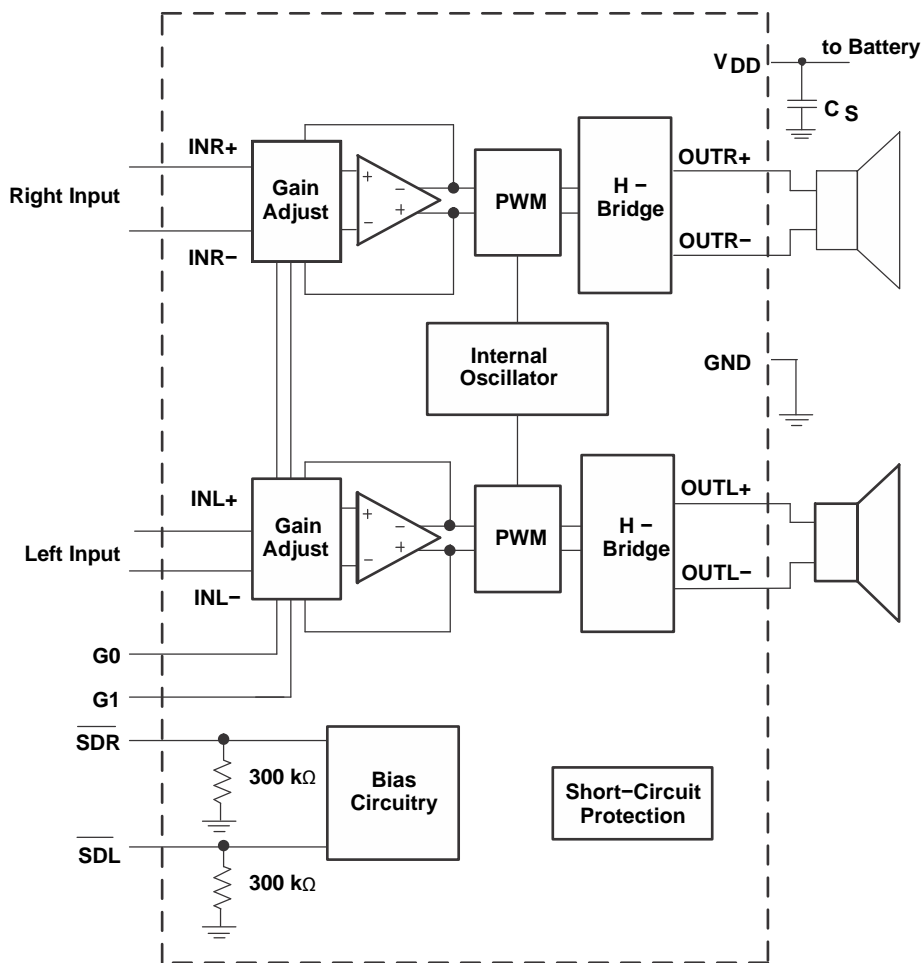 to Battery
VDD
CS
INR+
OUTR+
Right Input
Gain
Adjust
+
−
−
+
PWM
H −
Bridge
INR−
OUTR−
Internal
Oscillator
GND
INL+
OUTL+
Left Input
Gain
Adjust
+
−
−
+
PWM
H −
Bridge
INL−
OUTL−
G0
G1
SDR
300 kΩ
Bias
Circuitry
Short−Circuit
Protection
SDL
300 kΩ